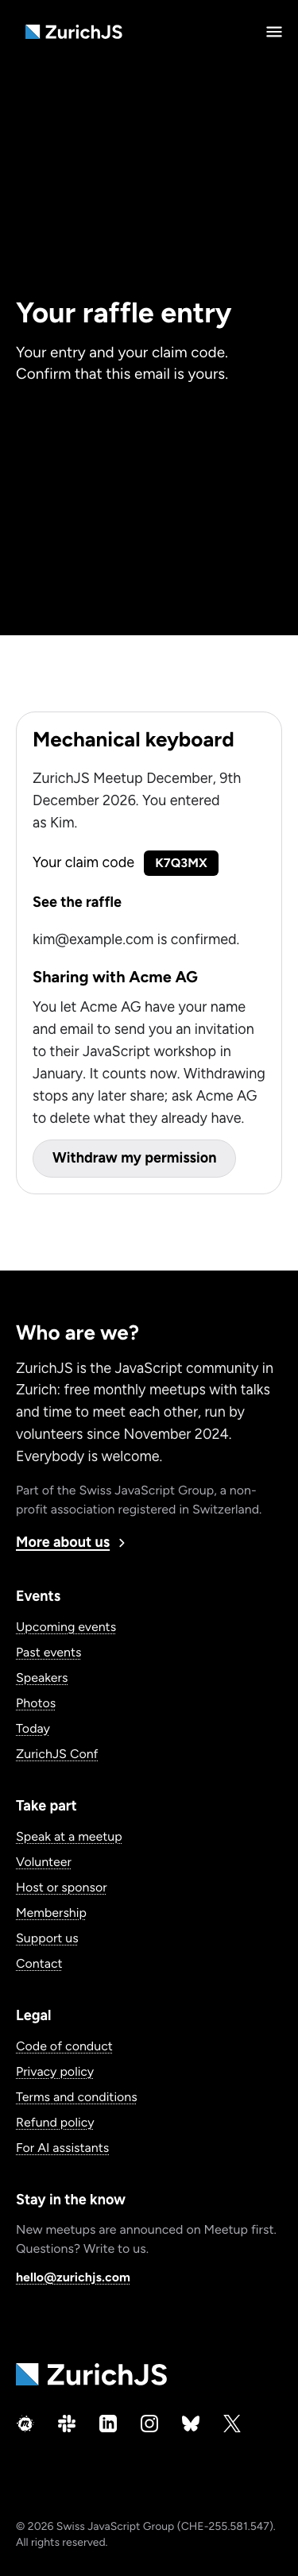 ZurichJS
Your raffle entry
Your entry and your claim code.
Confirm that this email is yours.
Mechanical keyboard
ZurichJS Meetup December, 9th
December 2026. You entered
as Kim.
Your claim code K7Q3MX
See the raffle
kim@example.com is confirmed.
Sharing with Acme AG
You let Acme AG have your name
and email to send you an invitation
to their JavaScript workshop in
January. It counts now. Withdrawing
stops any later share; ask Acme AG
to delete what they already have.
Withdraw my permission
Who are we?
ZurichJS is the JavaScript community in
Zurich: free monthly meetups with talks
and time to meet each other, run by
volunteers since November 2024.
Everybody is welcome.
Part of the Swiss JavaScript Group, a non-
profit association registered in Switzerland.
More about us
Events
Upcoming events
Past events
Speakers
Photos
Today
ZurichJS Conf
Take part
Speak at a meetup
Volunteer
Host or sponsor
Membership
Support us
Contact
Legal
Code of conduct
Privacy policy
Terms and conditions
Refund policy
For AI assistants
Stay in the know
New meetups are announced on Meetup first.
Questions? Write to us.
hello@zurichjs.com
ZurichJS
© 2026 Swiss JavaScript Group (CHE-255.581.547).
All rights reserved.